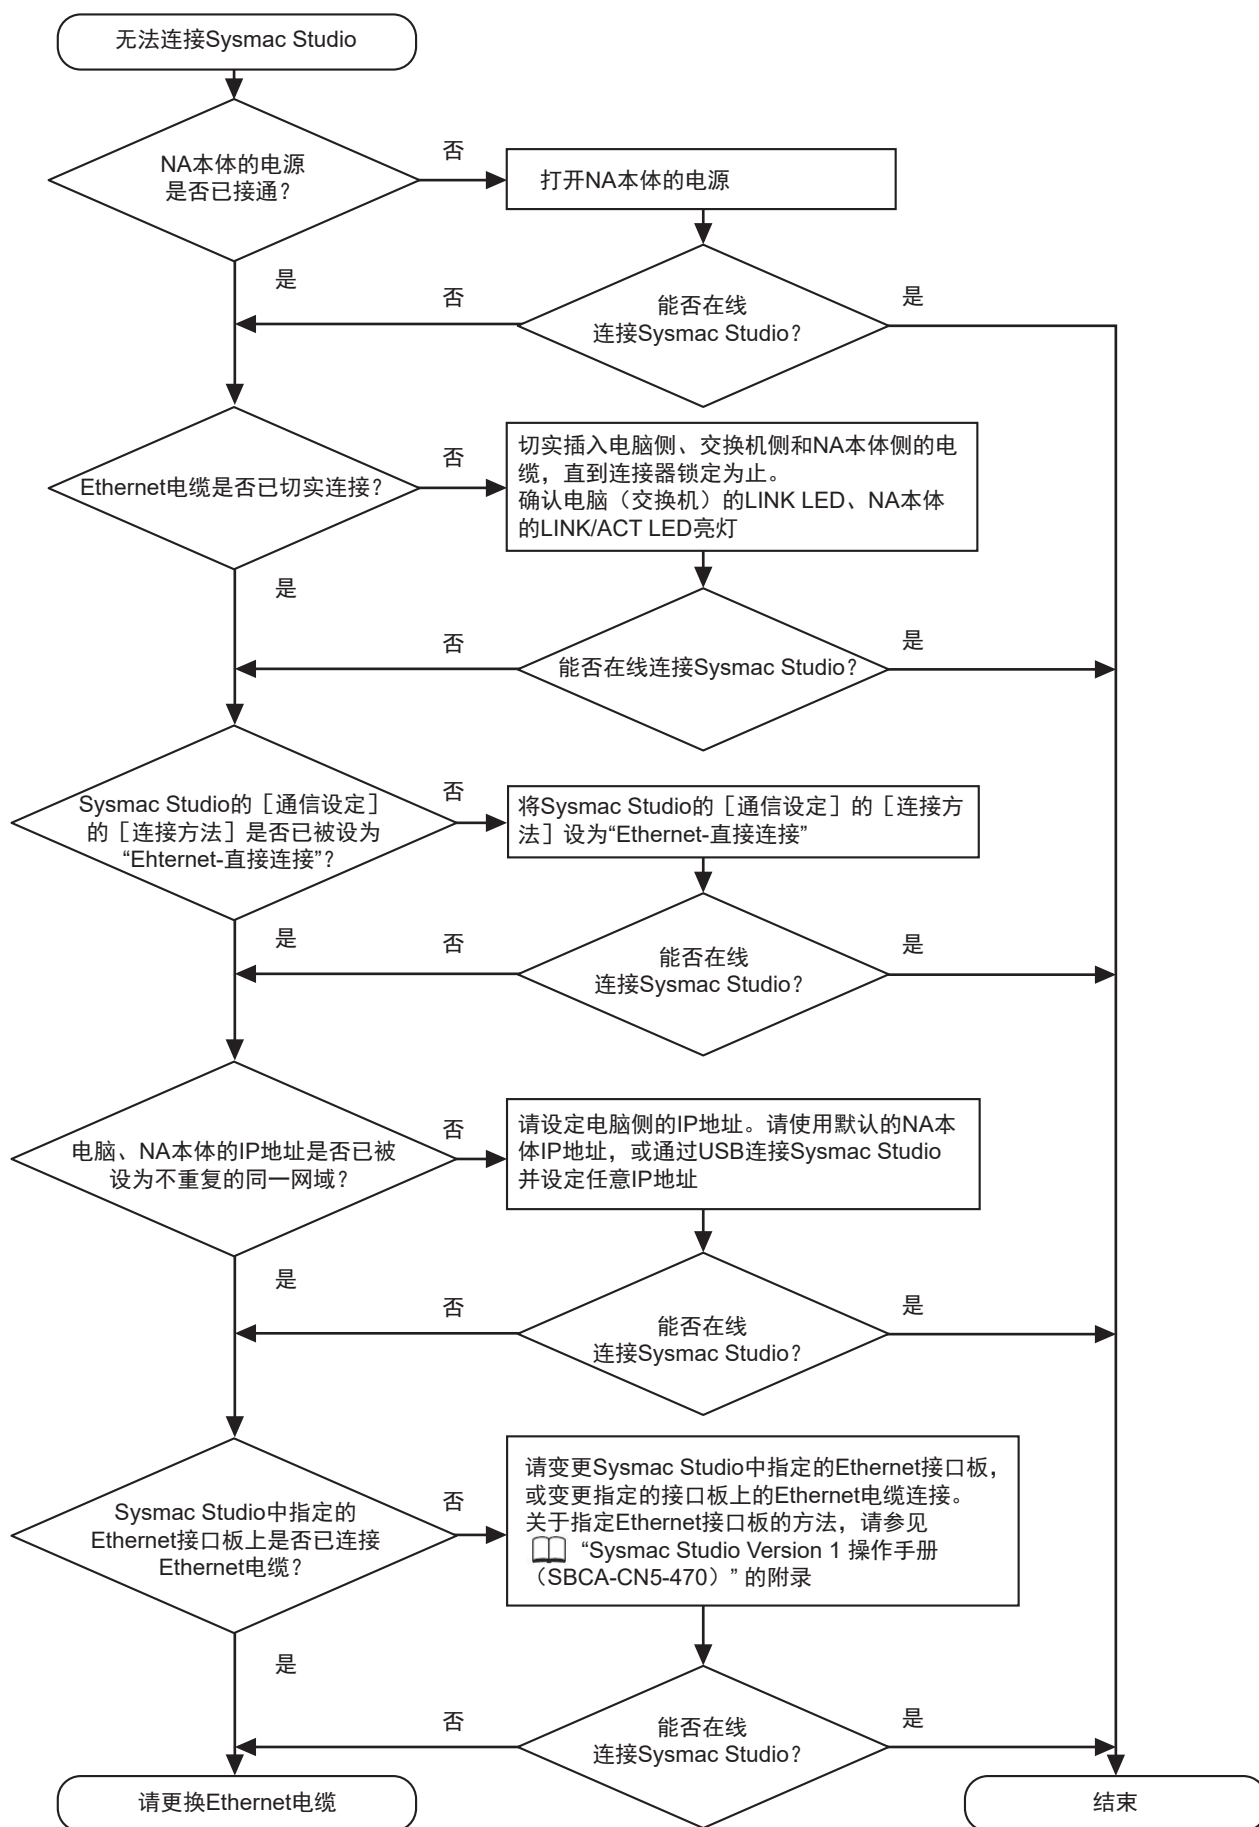 无法连接Sysmac Studio
NA本体的电源
是否已接通？
否
打开NA本体的电源
是
否
能否在线
连接Sysmac Studio？
是
Ethernet电缆是否已切实连接？
否
切实插入电脑侧、交换机侧和NA本体侧的电
缆，直到连接器锁定为止。
确认电脑（交换机）的LINK LED、NA本体
的LINK/ACT LED亮灯
是
否
能否在线连接Sysmac Studio？
是
Sysmac Studio的［通信设定］
的［连接方法］是否已被设为
“Ehternet-直接连接”？
否
将Sysmac Studio的［通信设定］的［连接方
法］设为“Ethernet-直接连接”
是
否
能否在线
连接Sysmac Studio？
是
电脑、NA本体的IP地址是否已被
设为不重复的同一网域？
否
请设定电脑侧的IP地址。请使用默认的NA本
体IP地址，或通过USB连接Sysmac Studio
并设定任意IP地址
是
否
能否在线
连接Sysmac Studio？
是
Sysmac Studio中指定的
Ethernet接口板上是否已连接
Ethernet电缆？
否
请变更Sysmac Studio中指定的Ethernet接口板，
或变更指定的接口板上的Ethernet电缆连接。
关于指定Ethernet接口板的方法，请参见
“Sysmac Studio Version 1 操作手册
（SBCA-CN5-470）” 的附录
是
否
能否在线
连接Sysmac Studio？
是
请更换Ethernet电缆
结束